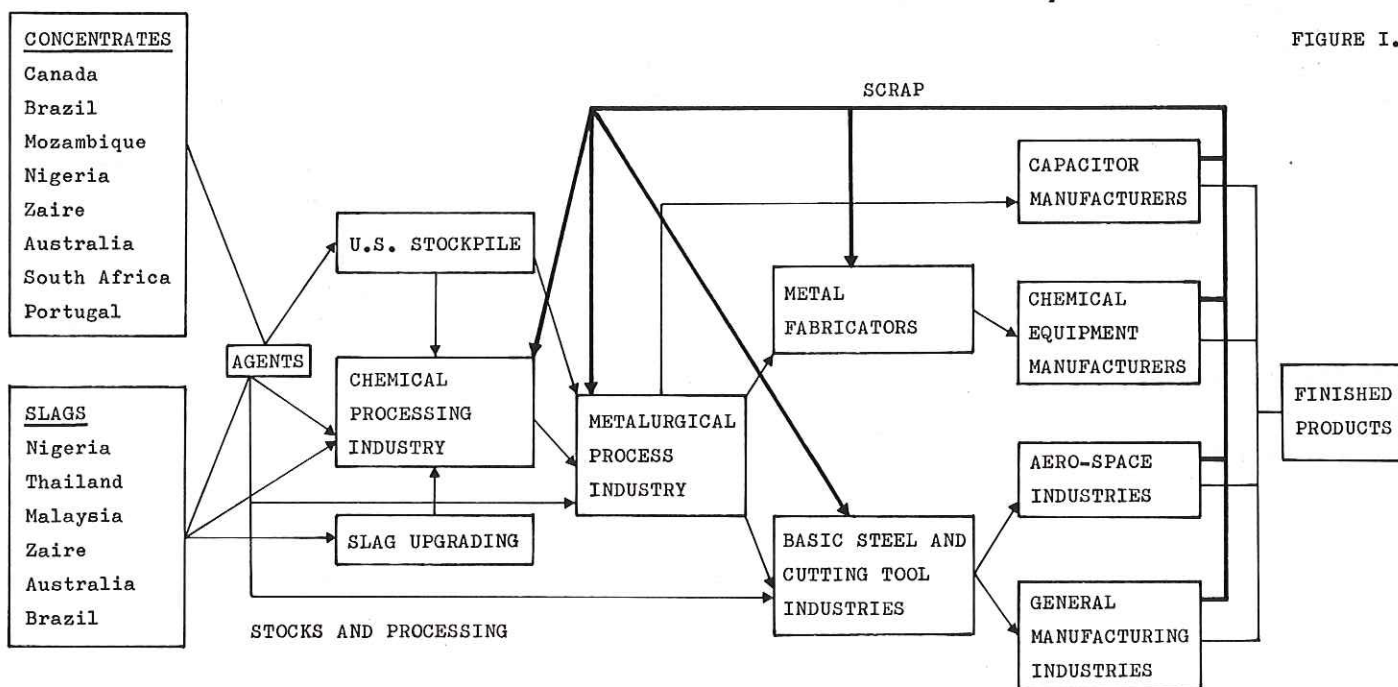 FIGURE I.
CONCENTRATES
Canada
Brazil
Mozambique
Nigeria
Zaire
Australia
South Africa
Portugal
SLAGS
Nigeria
Thailand
Malaysia
Zaire
Australia
Brazil
AGENTS
U.S. STOCKPILE
CHEMICAL
PROCESSING
INDUSTRY
SLAG UPGRADING
STOCKS AND PROCESSING
SCRAP
METALURGICAL
PROCESS
INDUSTRY
METAL
FABRICATORS
BASIC STEEL AND
CUTTING TOOL
INDUSTRIES
CAPACITOR
MANUFACTURERS
CHEMICAL
EQUIPMENT
MANUFACTURERS
AERO-SPACE
INDUSTRIES
GENERAL
MANUFACTURING
INDUSTRIES
FINISHED
PRODUCTS